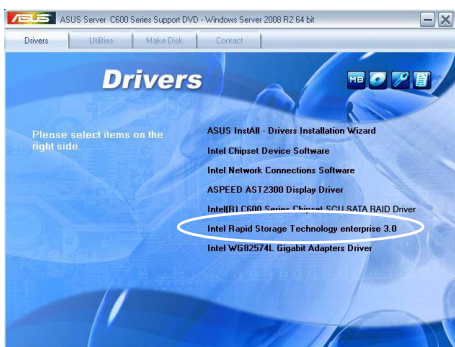 ASUS ASUS Server C600 Series Support DVD - Windows Server 2008 R2 64 bit
Drivers Utilities Make Disk Contact
Drivers
MB
Please select items on the right side.
ASUS InstAll - Drivers Installation Wizard
Intel Chipset Device Software
Intel Network Connections Software
ASPEED AST2300 Display Driver
Intel(R) C600 Series Chipset SCU SATA RAID Driver
Intel Rapid Storage Technology enterprise 3.0
Intel WG82574L Gigabit Adapters Driver